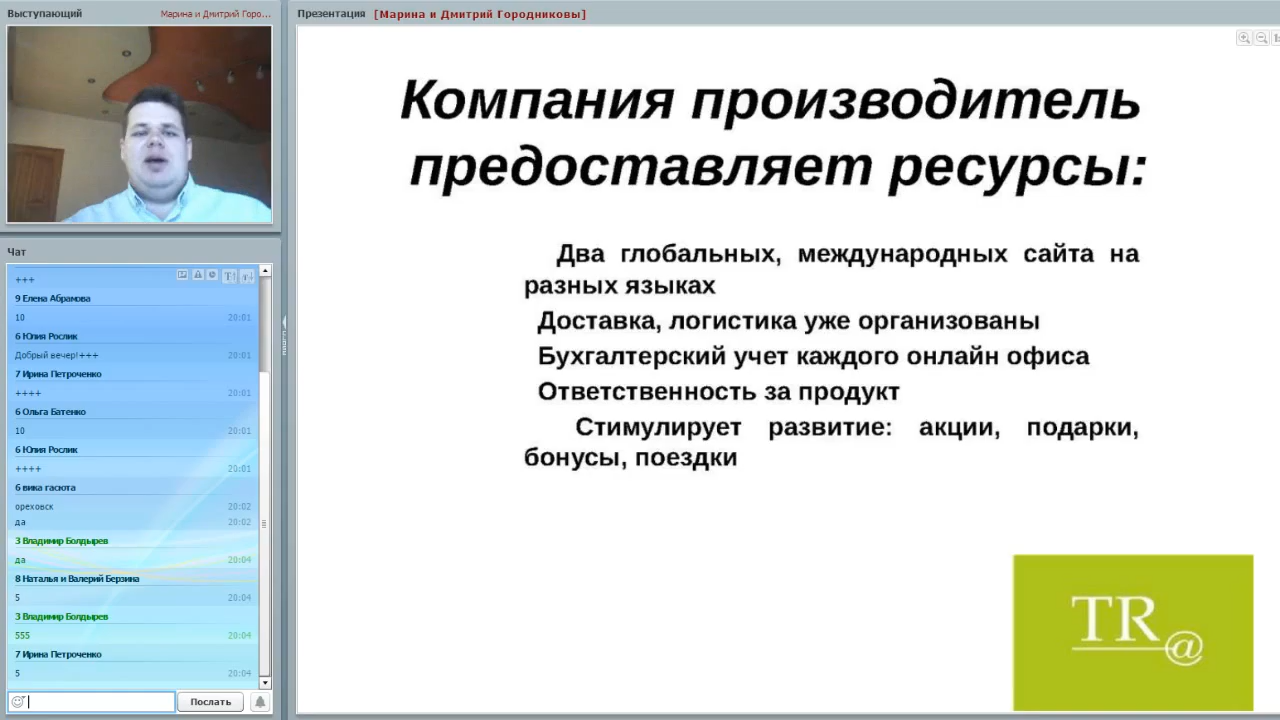 Выступающий
Марина и Дмитрий Горо...
Презентация [Марина и Дмитрий Городниковы]
Компания производитель
предоставляет ресурсы:
Два глобальных, международных сайта на
разных языках
Доставка, логистика уже организованы
Бухгалтерский учет каждого онлайн офиса
Ответственность за продукт
Стимулирует развитие: акции, подарки,
бонусы, поездки
TR@
Чат
+++
9 Елена Абрамова
10 20:01
6 Юлия Рослик
Добрый вечер!+++ 20:01
7 Ирина Петроченко
++++ 20:01
6 Ольга Батенко
10 20:01
6 Юлия Рослик
++++ 20:01
6 вика гасюта
ореховск 20:02
да 20:02
3 Владимир Болдырев
да 20:04
8 Наталья и Валерий Берзина
5 20:04
3 Владимир Болдырев
555 20:04
7 Ирина Петроченко
5 20:04
Послать